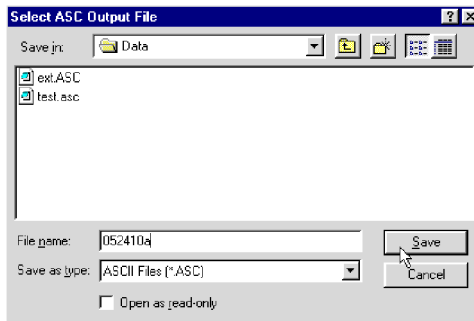 Select ASC Output File
Save in: Data
ext.ASC
test.asc
File name: 052410a Save
Save as type: ASCII Files (*.ASC) Cancel
Open as read-only